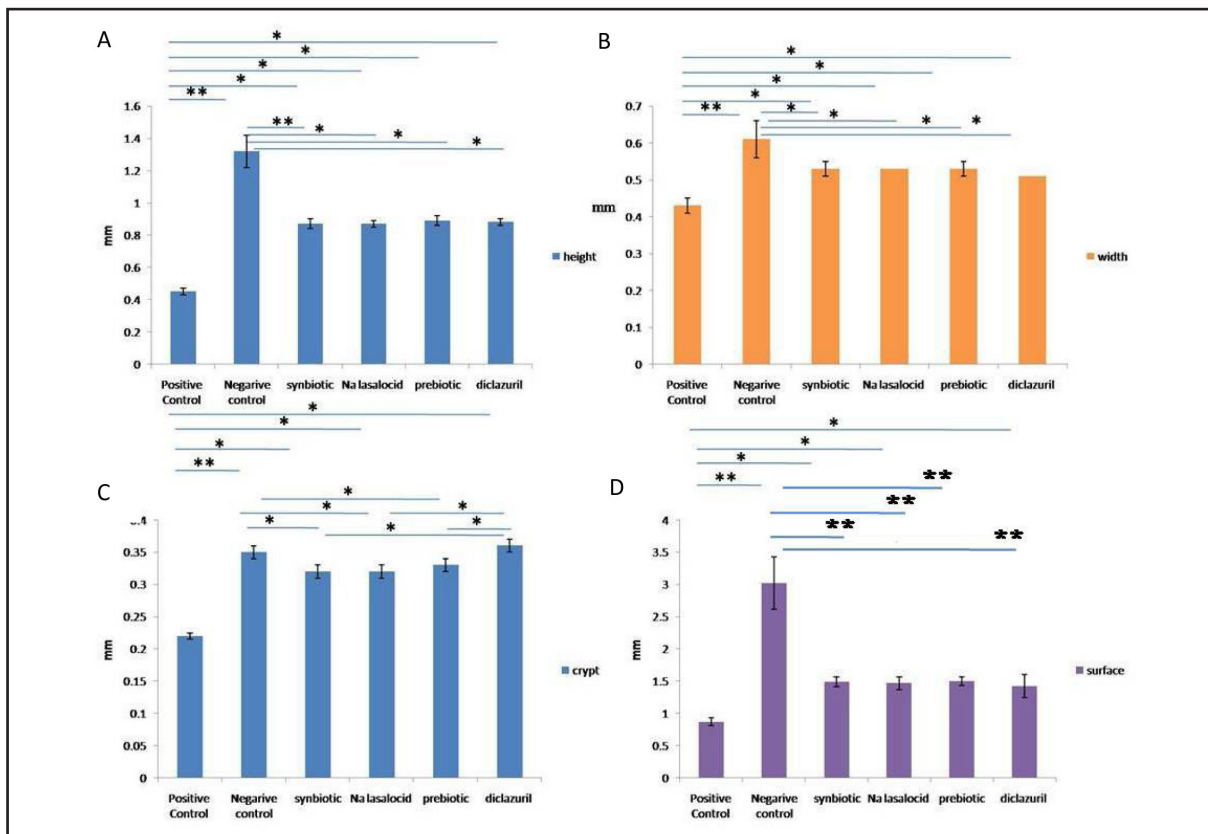 A
*
*
*
*
**
**
*
*
*
1.6
1.4
1.2
1
0.8
0.6
0.4
0.2
0
mm
height
Positive Control
Negarive control
synbiotic
Na lasalocid
prebiotic
diclazuril
B
*
*
*
*
**
*
*
*
*
0.7
0.6
0.5
0.4
0.3
0.2
0.1
0
mm
width
Positive Control
Negarive control
synbiotic
Na lasalocid
prebiotic
diclazuril
C
*
*
*
**
*
*
*
*
*
*
0.4
0.35
0.3
0.25
0.2
0.15
0.1
0.05
0
mm
crypt
Positive Control
Negarive control
synbiotic
Na lasalocid
prebiotic
diclazuril
D
*
*
*
**
**
**
**
**
4
3.5
3
2.5
2
1.5
1
0.5
0
mm
surface
Positive Control
Negarive control
synbiotic
Na lasalocid
prebiotic
diclazuril